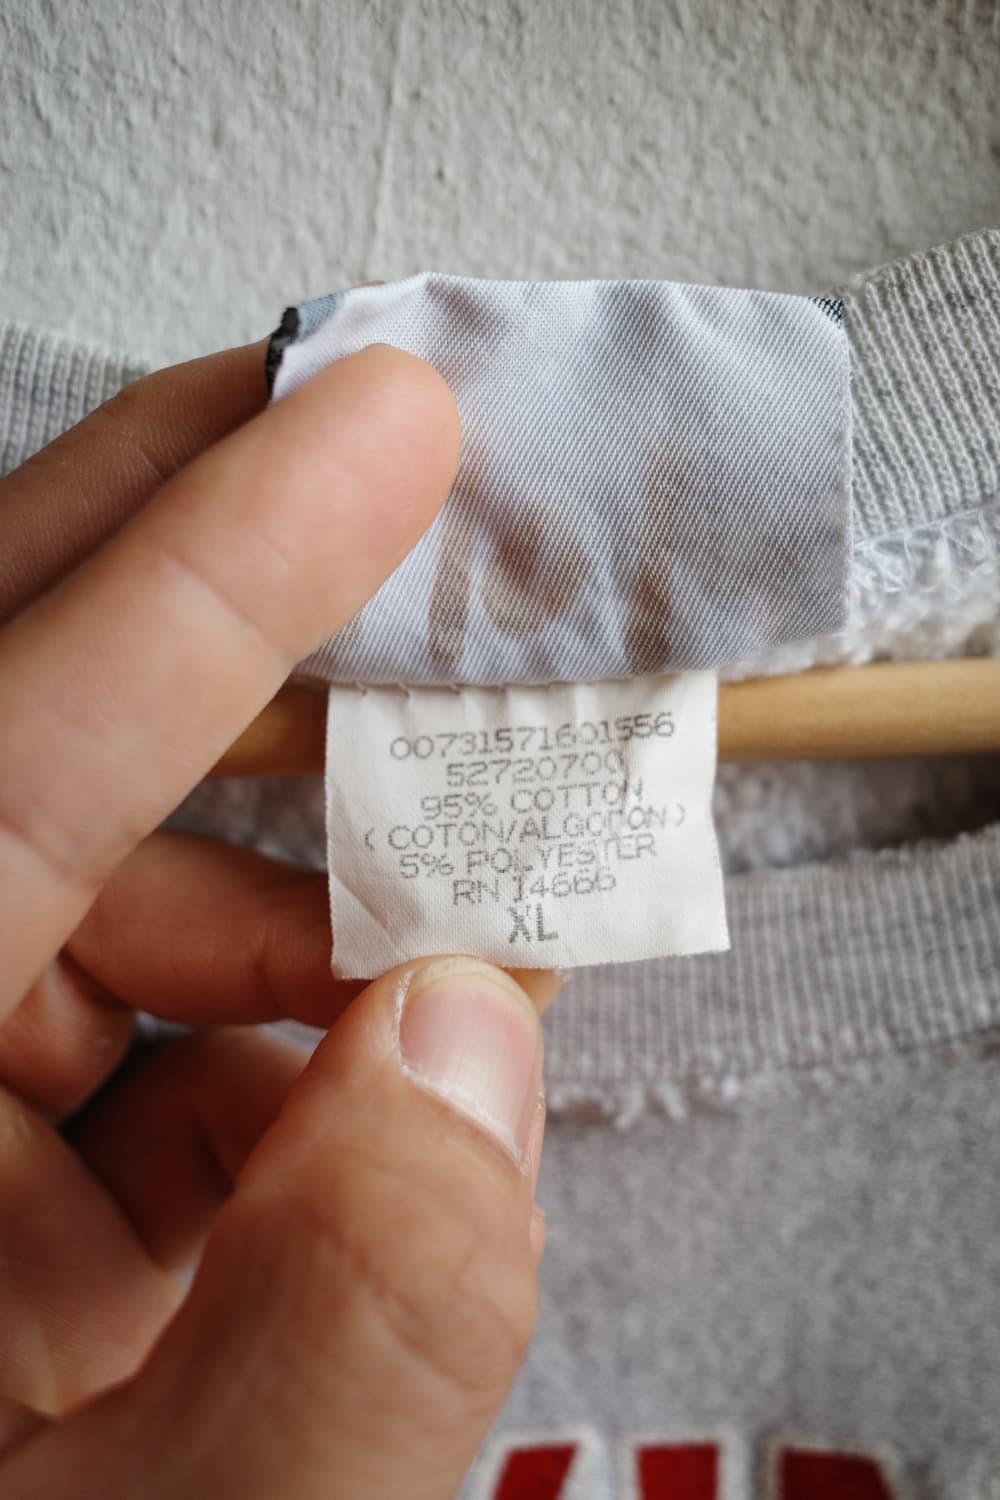 00731571601556
52720700
95% COTTON
(COTON/ALGODON)
5% POLYESTER
RN 14666
XL